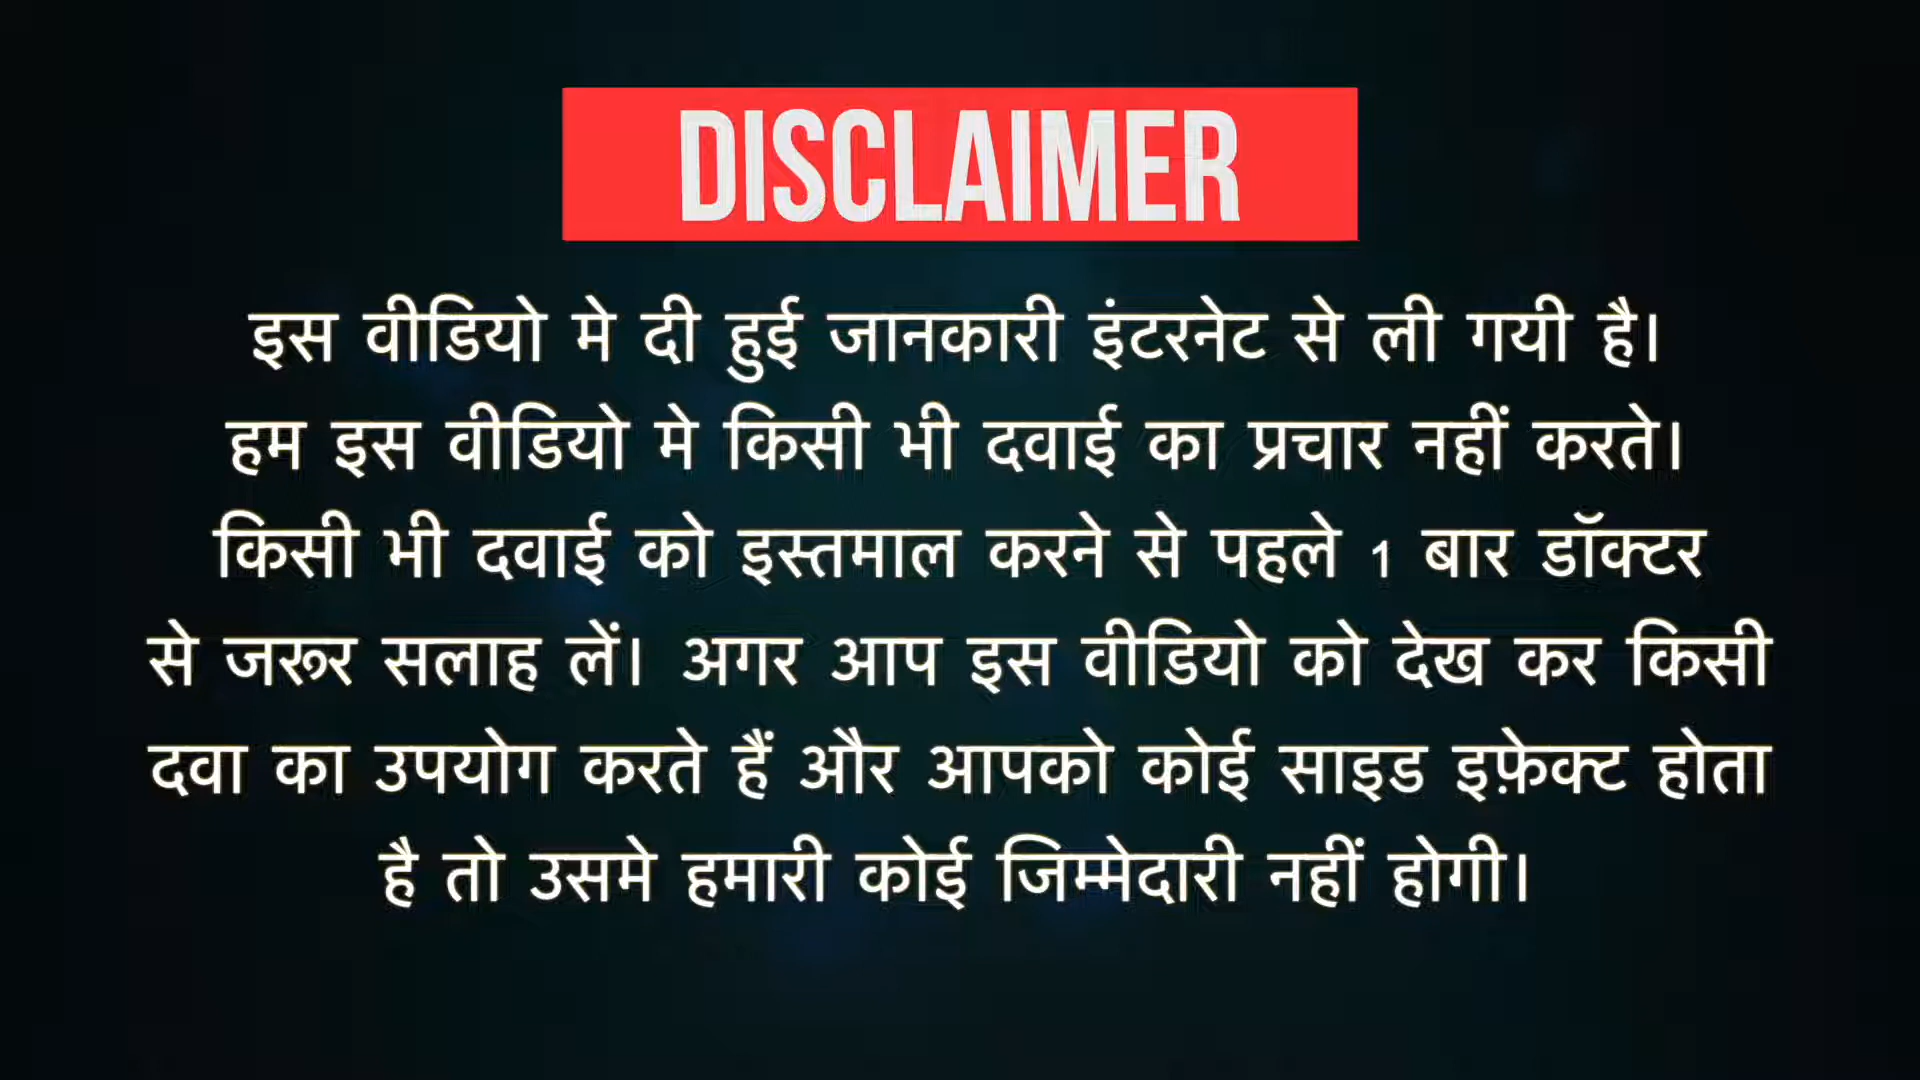 DISCLAIMER
इस वीडियो मे दी हुई जानकारी इंटरनेट से ली गयी है।
हम इस वीडियो मे किसी भी दवाई का प्रचार नहीं करते।
किसी भी दवाई को इस्तमाल करने से पहले 1 बार डॉक्टर
से जरूर सलाह लें। अगर आप इस वीडियो को देख कर किसी
दवा का उपयोग करते हैं और आपको कोई साइड इफ़ेक्ट होता
है तो उसमे हमारी कोई जिम्मेदारी नहीं होगी।